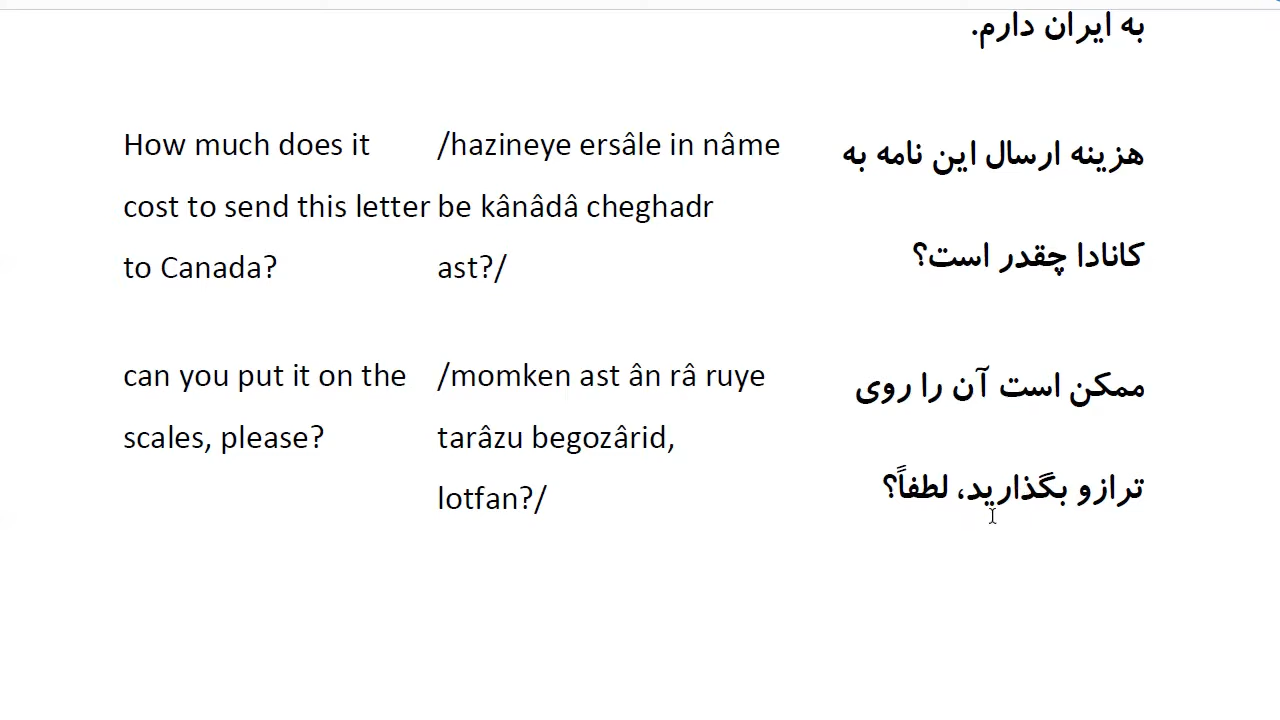 به ایران دارم.
How much does it
cost to send this letter
to Canada?
/hazineye ersâle in nâme
be kânâdâ cheghadr
ast?/
هزینه ارسال این نامه به
کانادا چقدر است؟
can you put it on the
scales, please?
/momken ast ân râ ruye
tarâzu begozârid,
lotfan?/
ممکن است آن را روی
ترازو بگذارید، لطفاً؟